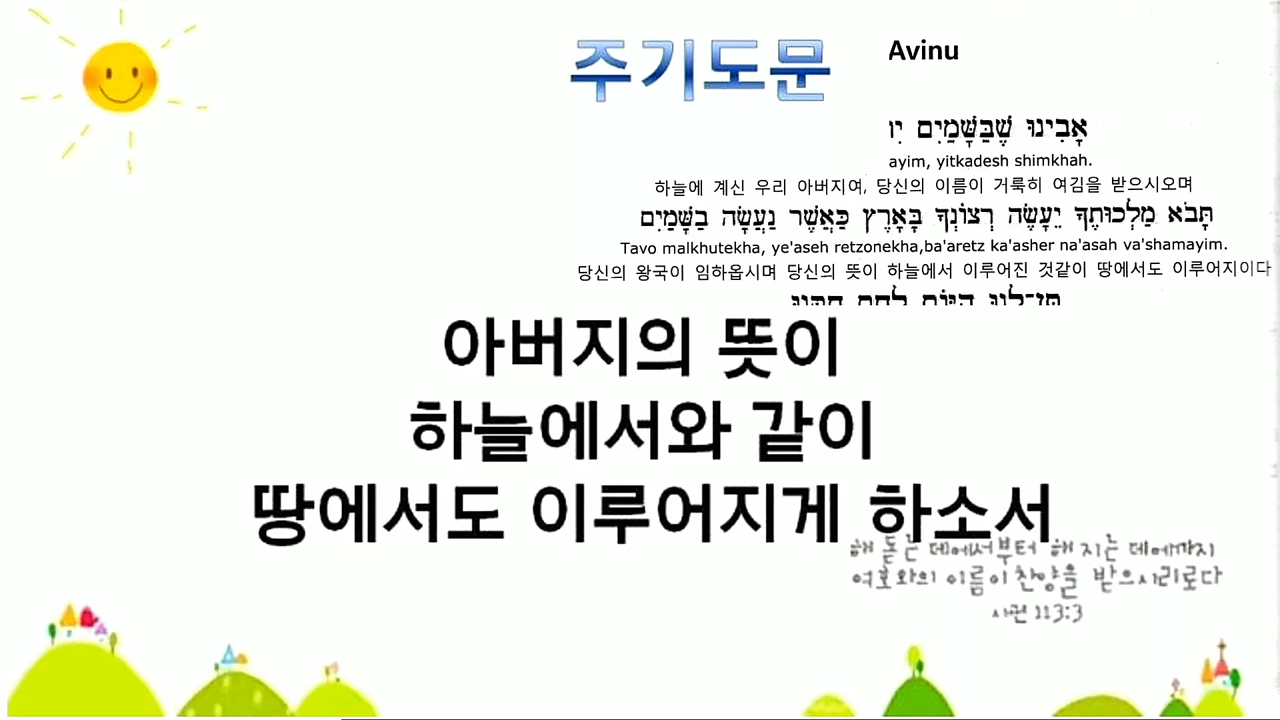 주기도문
Avinu
אָבִינוּ שֶׁבַּשָּׁמַיִם יִ
ayim, yitkadesh shimkhah.
하늘에 계신 우리 아버지여, 당신의 이름이 거룩히 여김을 받으시오며
תָּבֹא מַלְכוּתֶךָ יֵעָשֶׂה רְצוֹנְךָ בָּאָרֶץ כַּאֲשֶׁר נַעֲשָׂה בַשָּׁמַיִם
Tavo malkhutekha, ye'aseh retzonekha,ba'aretz ka'asher na'asah va'shamayim.
당신의 왕국이 임하옵시며 당신의 뜻이 하늘에서 이루어진 것같이 땅에서도 이루어지이다
아버지의 뜻이
하늘에서와 같이
땅에서도 이루어지게 하소서
해 돋는 데에서부터 해 지는 데에까지
여호와의 이름이 찬양을 받으시리로다
시편 113:3